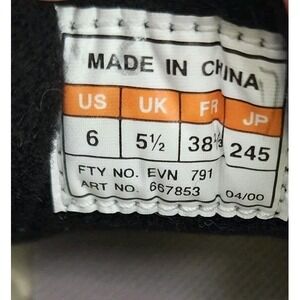 MADE IN CHINA
US UK FR JP
6 5½ 38⅔ 245
FTY NO. EVN 791
ART NO. 667853 04/00